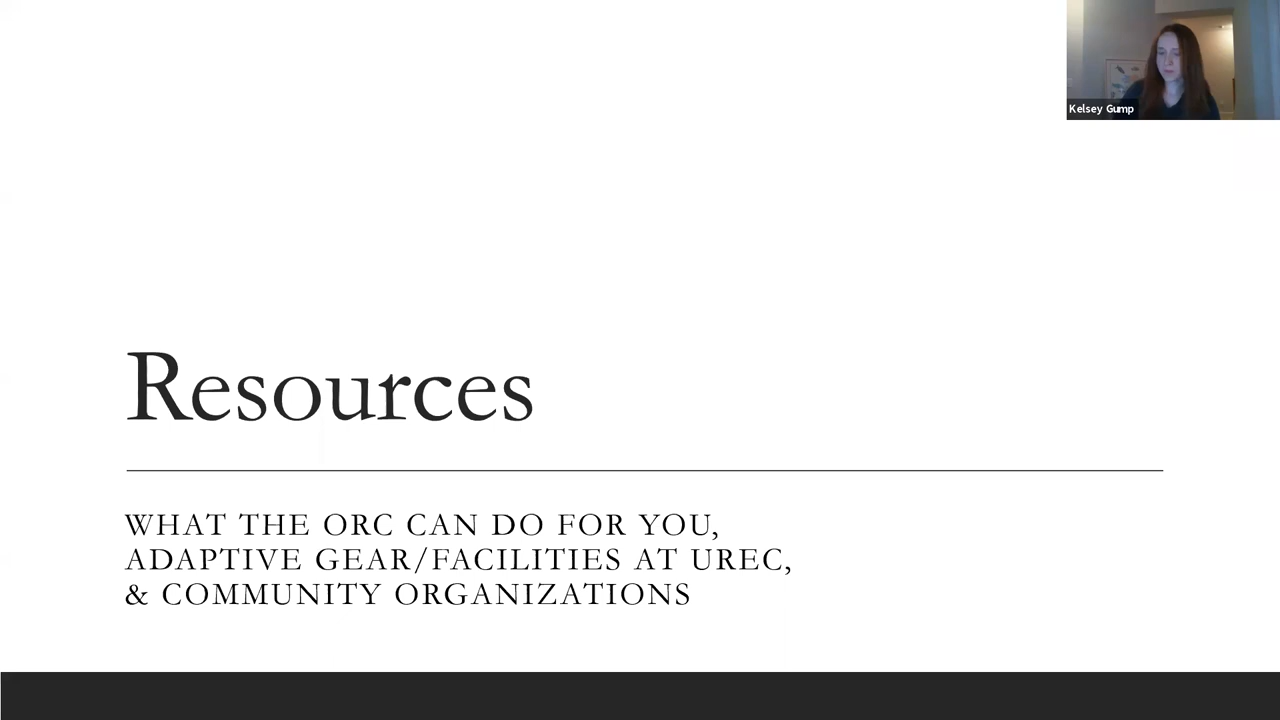 Kelsey Gump
Resources
WHAT THE ORC CAN DO FOR YOU,
ADAPTIVE GEAR/FACILITIES AT UREC,
& COMMUNITY ORGANIZATIONS